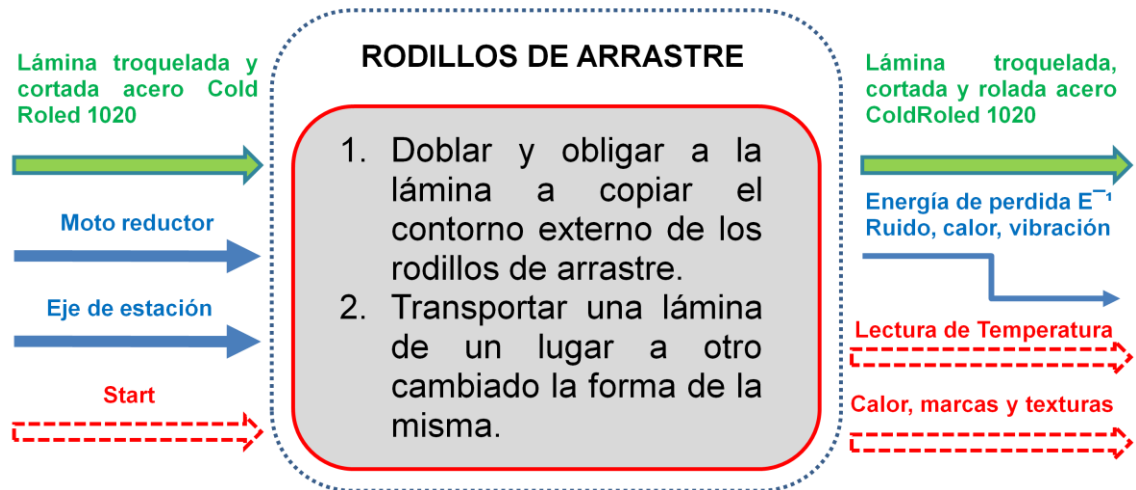 RODILLOS DE ARRASTRE
Lámina troquelada y
cortada acero Cold
Roled 1020
Moto reductor
Eje de estación
Start
1. Doblar y obligar a la
lámina a copiar el
contorno externo de los
rodillos de arrastre.
2. Transportar una lámina
de un lugar a otro
cambiado la forma de la
misma.
Lámina troquelada,
cortada y rolada acero
ColdRoled 1020
Energía de perdida E¯¹
Ruido, calor, vibración
Lectura de Temperatura
Calor, marcas y texturas